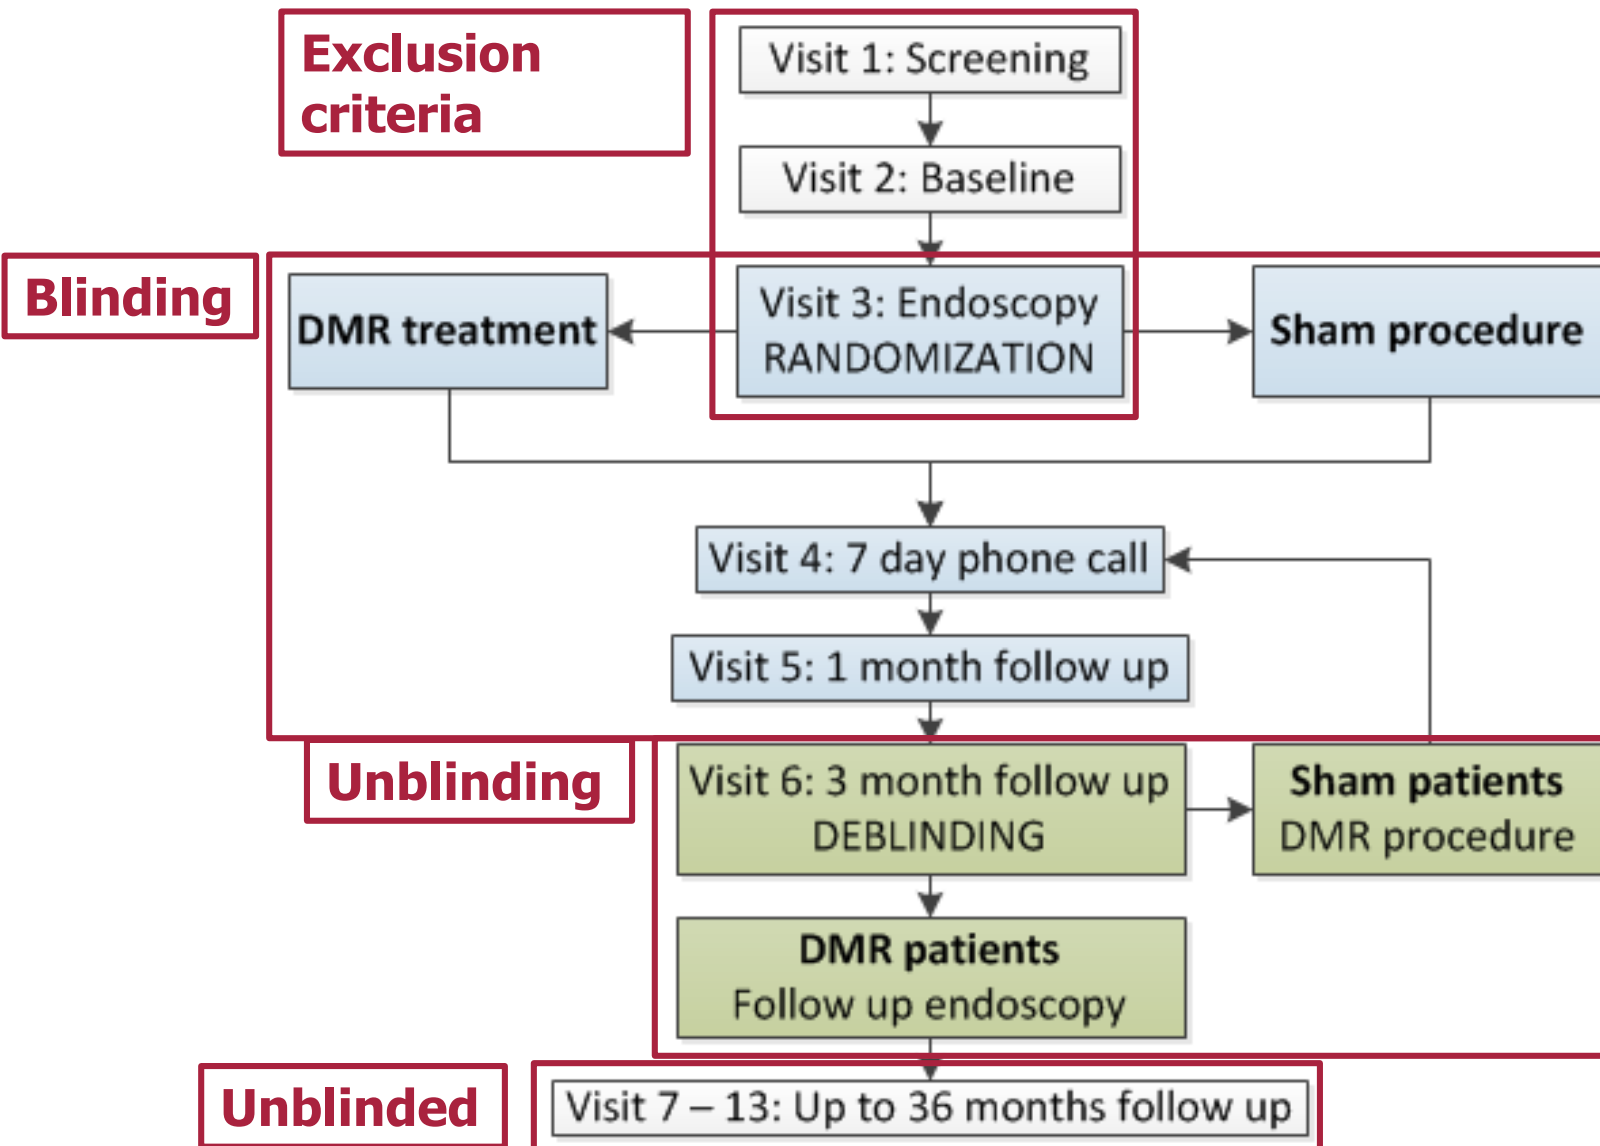 Exclusion
criteria
Visit 1: Screening
Visit 2: Baseline
Blinding
DMR treatment
Visit 3: Endoscopy
RANDOMIZATION
Sham procedure
Visit 4: 7 day phone call
Visit 5: 1 month follow up
Unblinding
Visit 6: 3 month follow up
DEBLINDING
Sham patients
DMR procedure
DMR patients
Follow up endoscopy
Unblinded
Visit 7 – 13: Up to 36 months follow up